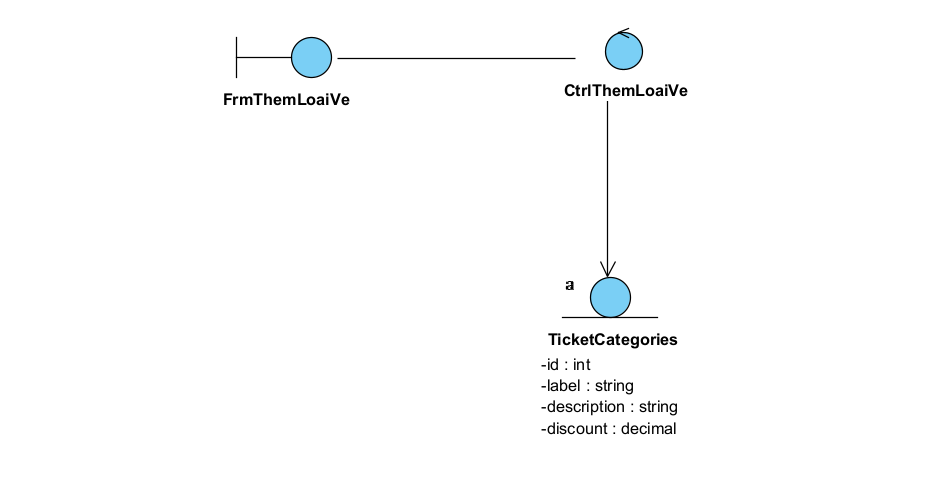 FrmThemLoaiVe
CtrlThemLoaiVe
a
TicketCategories
-id : int
-label : string
-description : string
-discount : decimal